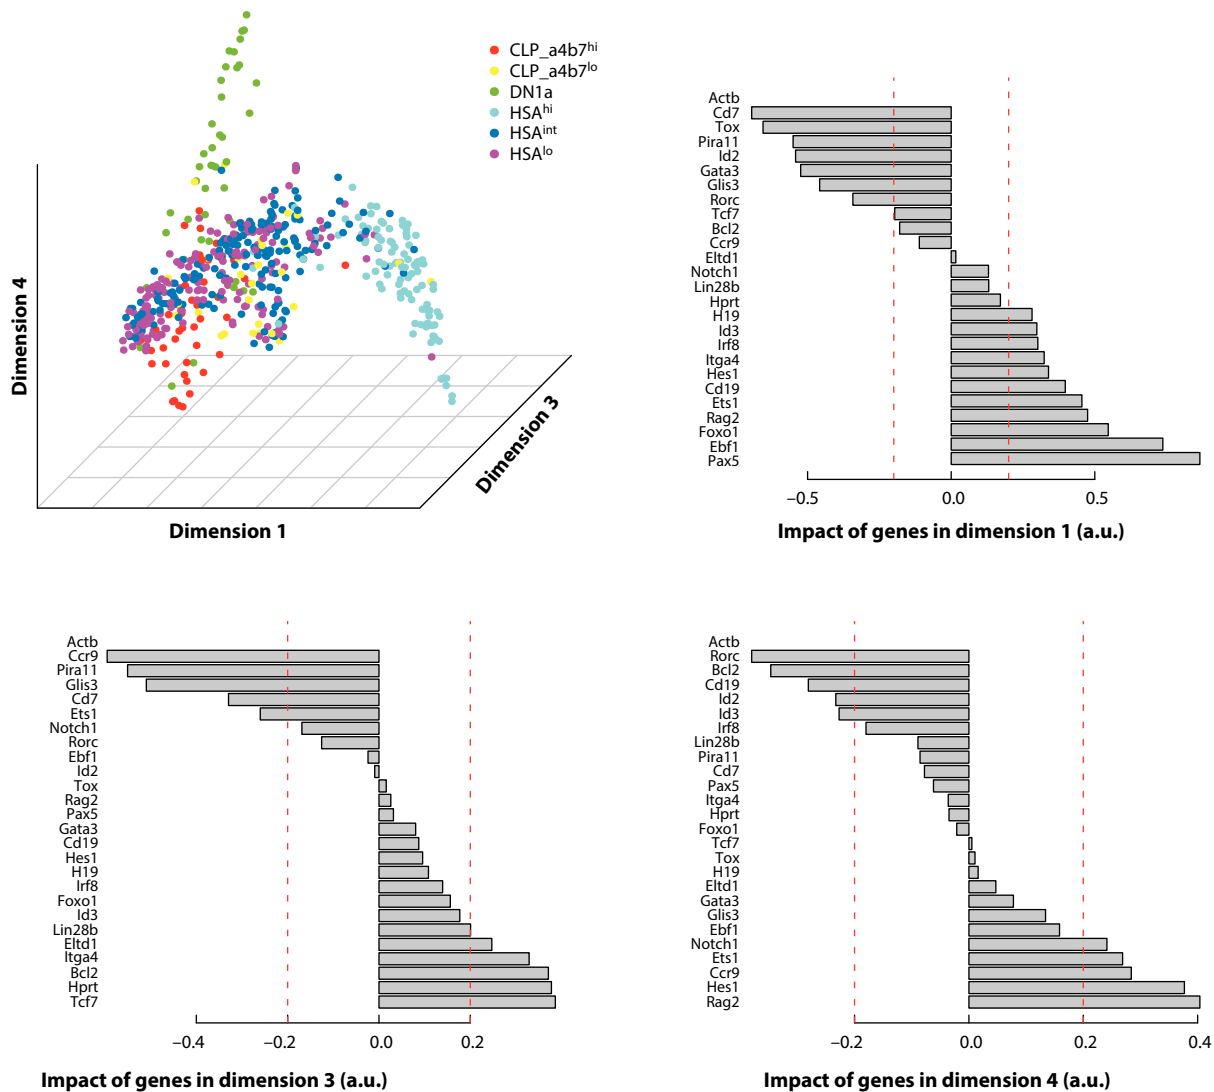 CLP_a4b7hi
CLP_a4b7lo
DN1a
HSAhi
HSAint
HSAlo
Dimension 4
Dimension 3
Dimension 1
Actb
Cd7
Tox
Pira11
Id2
Gata3
Glis3
Rorc
Tcf7
Bcl2
Ccr9
Eltd1
Notch1
Lin28b
Hprt
H19
Id3
Irf8
Itga4
Hes1
Cd19
Ets1
Rag2
Foxo1
Ebf1
Pax5
−0.5 0.0 0.5
Impact of genes in dimension 1 (a.u.)
Actb
Ccr9
Pira11
Glis3
Cd7
Ets1
Notch1
Rorc
Ebf1
Id2
Tox
Rag2
Pax5
Gata3
Cd19
Hes1
H19
Irf8
Foxo1
Id3
Lin28b
Eltd1
Itga4
Bcl2
Hprt
Tcf7
−0.4 −0.2 0.0 0.2
Impact of genes in dimension 3 (a.u.)
Actb
Rorc
Bcl2
Cd19
Id2
Id3
Irf8
Lin28b
Pira11
Cd7
Pax5
Itga4
Hprt
Foxo1
Tcf7
Tox
H19
Eltd1
Gata3
Glis3
Ebf1
Notch1
Ets1
Ccr9
Hes1
Rag2
−0.2 0.0 0.2 0.4
Impact of genes in dimension 4 (a.u.)